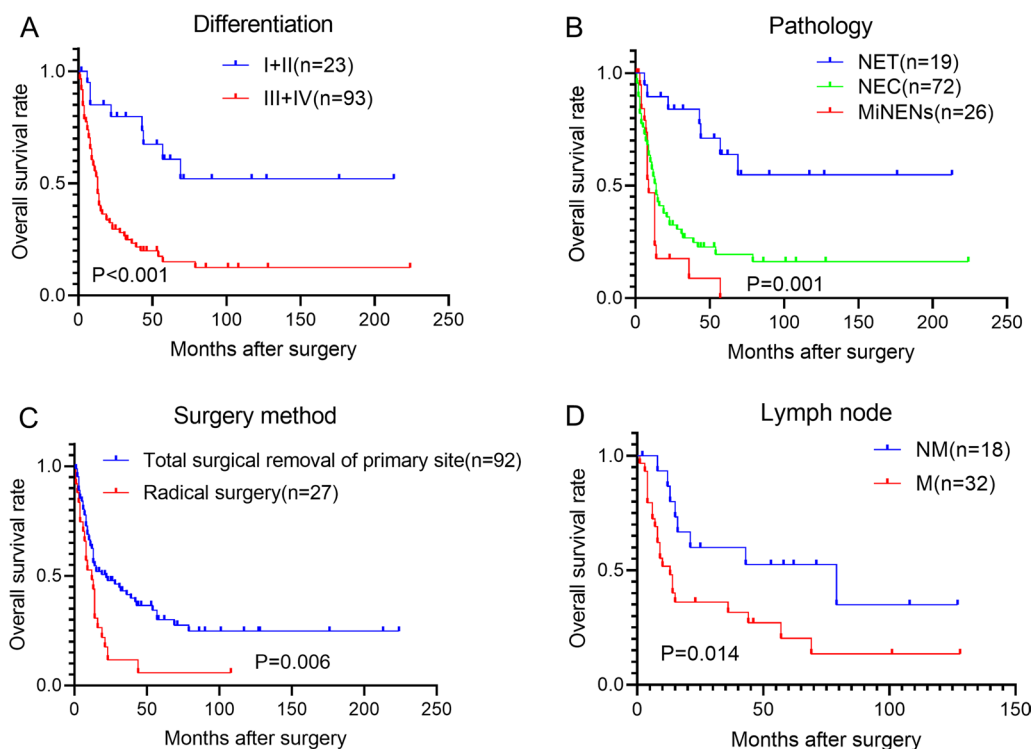 A
Differentiation
I+II(n=23)
III+IV(n=93)
Overall survival rate
1.0
0.5
0.0
P<0.001
0 50 100 150 200 250
Months after surgery
B
Pathology
NET(n=19)
NEC(n=72)
MiNENs(n=26)
Overall survival rate
1.0
0.5
0.0
P=0.001
0 50 100 150 200 250
Months after surgery
C
Surgery method
Total surgical removal of primary site(n=92)
Radical surgery(n=27)
Overall survival rate
1.0
0.5
0.0
P=0.006
0 50 100 150 200 250
Months after surgery
D
Lymph node
NM(n=18)
M(n=32)
Overall survival rate
1.0
0.5
0.0
P=0.014
0 50 100 150
Months after surgery